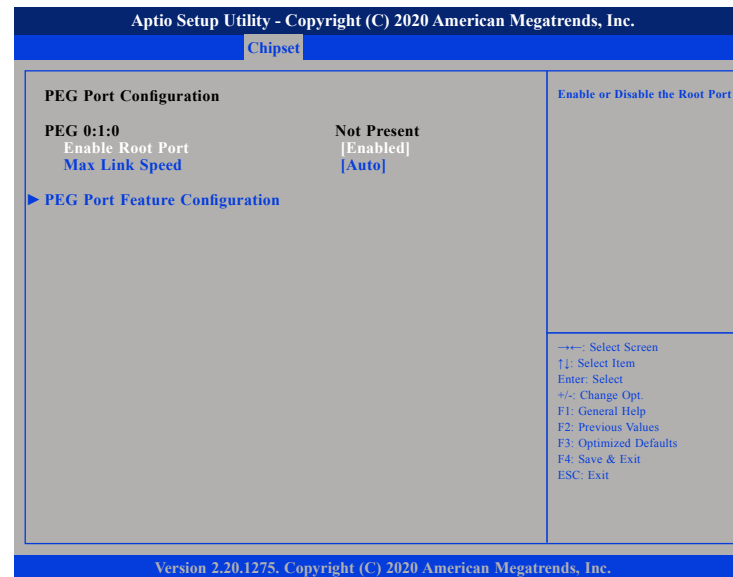 Aptio Setup Utility - Copyright (C) 2020 American Megatrends, Inc.
Chipset
PEG Port Configuration
PEG 0:1:0 Not Present
Enable Root Port [Enabled]
Max Link Speed [Auto]
► PEG Port Feature Configuration
Enable or Disable the Root Port
→←: Select Screen
↑↓: Select Item
Enter: Select
+/-: Change Opt.
F1: General Help
F2: Previous Values
F3: Optimized Defaults
F4: Save & Exit
ESC: Exit
Version 2.20.1275. Copyright (C) 2020 American Megatrends, Inc.